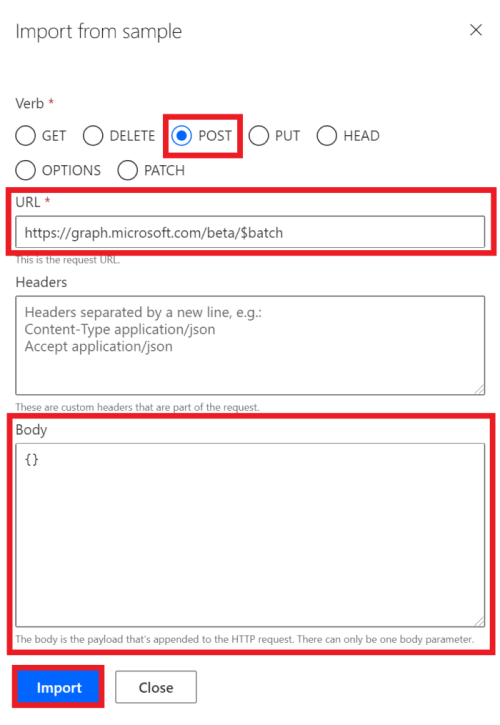 Import from sample
Verb *
GET DELETE POST PUT HEAD
OPTIONS PATCH
URL *
https://graph.microsoft.com/beta/$batch
This is the request URL.
Headers
Headers separated by a new line, e.g.:
Content-Type application/json
Accept application/json
These are custom headers that are part of the request.
Body
{}
The body is the payload that's appended to the HTTP request. There can only be one body parameter.
Import Close